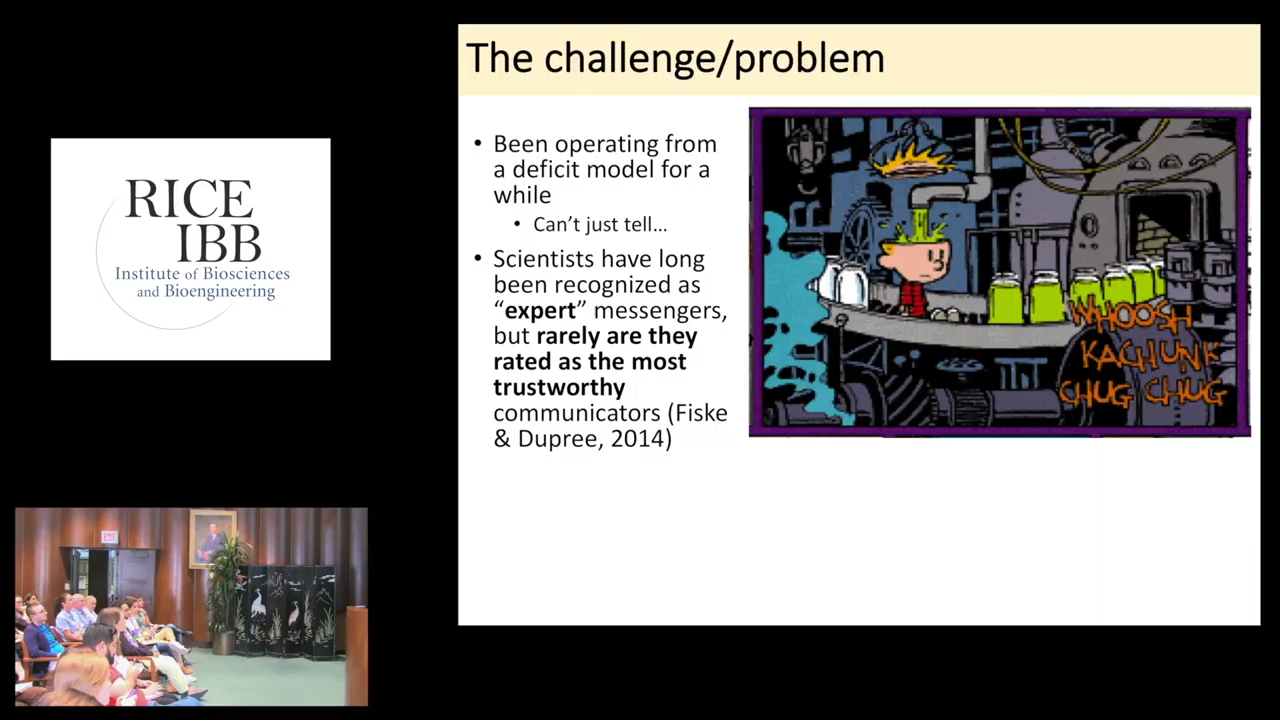 RICE
IBB
Institute of Biosciences
and Bioengineering
The challenge/problem
• Been operating from
a deficit model for a
while
• Can’t just tell…
• Scientists have long
been recognized as
“expert” messengers,
but rarely are they
rated as the most
trustworthy
communicators (Fiske
& Dupree, 2014)
WHOOSH
KACHUNK
CHUG CHUG